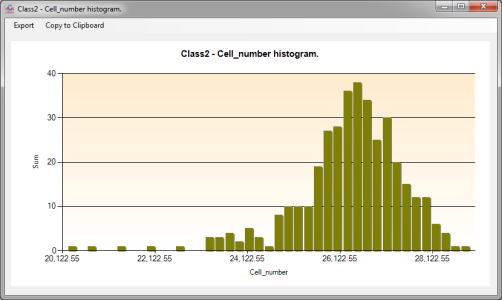 Class2 - Cell_number histogram.
Export Copy to Clipboard
Class2 - Cell_number histogram.
40
30
20
10
0
Sum
20,122.55 22,122.55 24,122.55 26,122.55 28,122.55
Cell_number